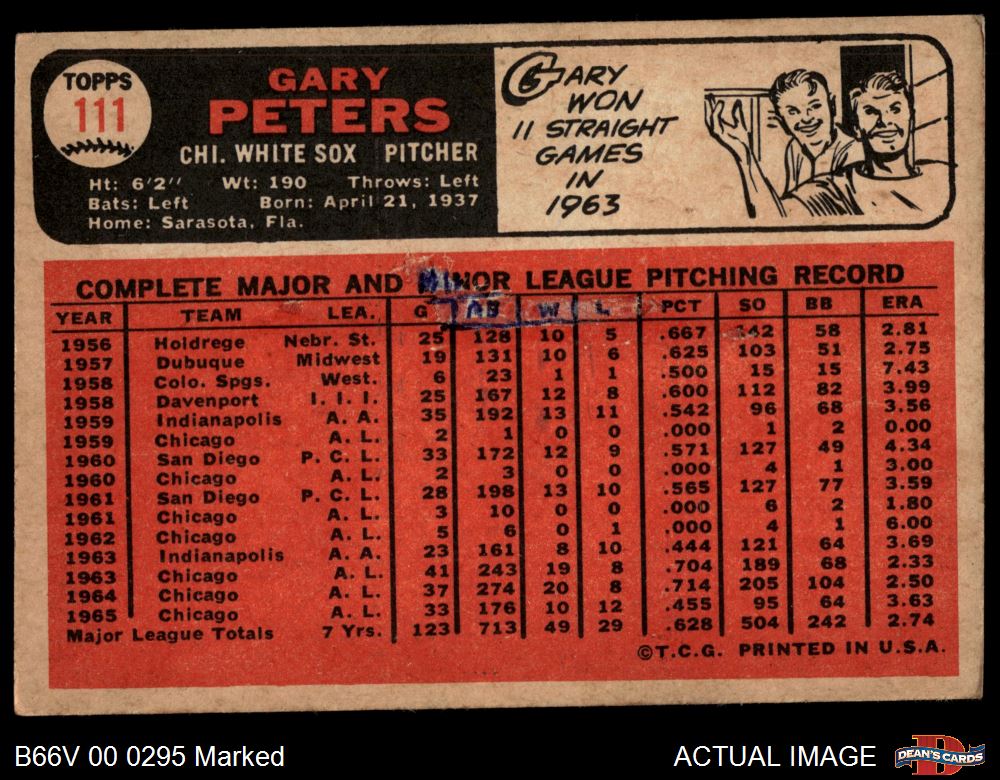 TOPPS
111
GARY
PETERS
CHI. WHITE SOX PITCHER
Ht: 6'2" Wt: 190 Throws: Left
Bats: Left Born: April 21, 1937
Home: Sarasota, Fla.
GARY
WON
11 STRAIGHT
GAMES
IN
1963
COMPLETE MAJOR AND MINOR LEAGUE PITCHING RECORD
YEAR TEAM LEA. G AB W L PCT SO BB ERA
1956 Holdrege Nebr. St. 25 128 10 5 .667 142 58 2.81
1957 Dubuque Midwest 19 131 10 6 .625 103 51 2.75
1958 Colo. Spgs. West. 6 23 1 1 .500 15 15 7.43
1958 Davenport I. I. I. 25 167 12 8 .600 112 82 3.99
1959 Indianapolis A. A. 35 192 13 11 .542 96 68 3.56
1959 Chicago A. L. 2 1 0 0 .000 1 2 0.00
1960 San Diego P. C. L. 33 172 12 9 .571 127 49 4.34
1960 Chicago A. L. 2 3 0 0 .000 4 1 3.00
1961 San Diego P. C. L. 28 198 13 10 .565 127 77 3.59
1961 Chicago A. L. 3 10 0 0 .000 6 2 1.80
1962 Chicago A. L. 5 6 0 1 .000 4 1 6.00
1963 Indianapolis A. A. 23 161 8 10 .444 121 64 3.69
1963 Chicago A. L. 41 243 19 8 .704 189 68 2.33
1964 Chicago A. L. 37 274 20 8 .714 205 104 2.50
1965 Chicago A. L. 33 176 10 12 .455 95 64 3.63
Major League Totals 7 Yrs. 123 713 49 29 .628 504 242 2.74
©T.C.G. PRINTED IN U.S.A.
B66V 00 0295 Marked
ACTUAL IMAGE
DEAN'S CARDS